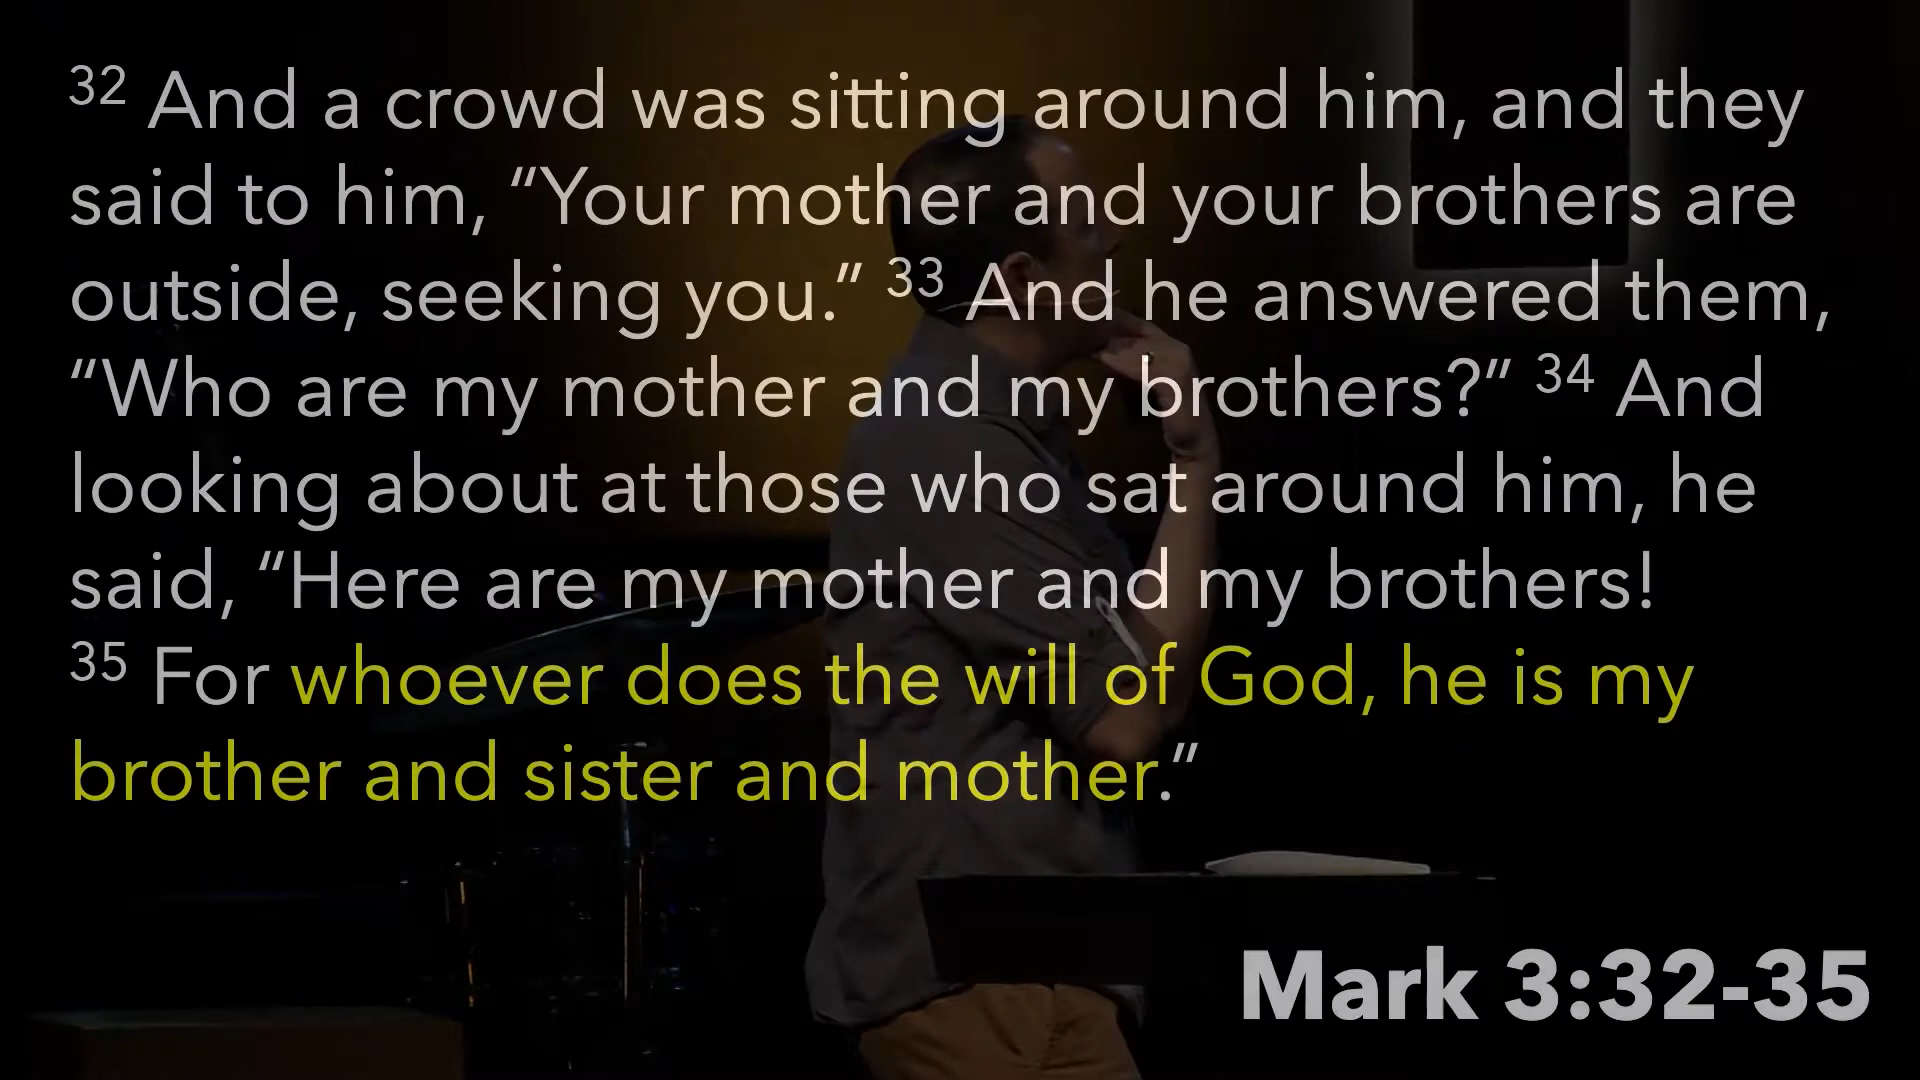 32 And a crowd was sitting around him, and they
said to him, “Your mother and your brothers are
outside, seeking you.” 33 And he answered them,
“Who are my mother and my brothers?” 34 And
looking about at those who sat around him, he
said, “Here are my mother and my brothers!
35 For whoever does the will of God, he is my
brother and sister and mother.”
Mark 3:32-35